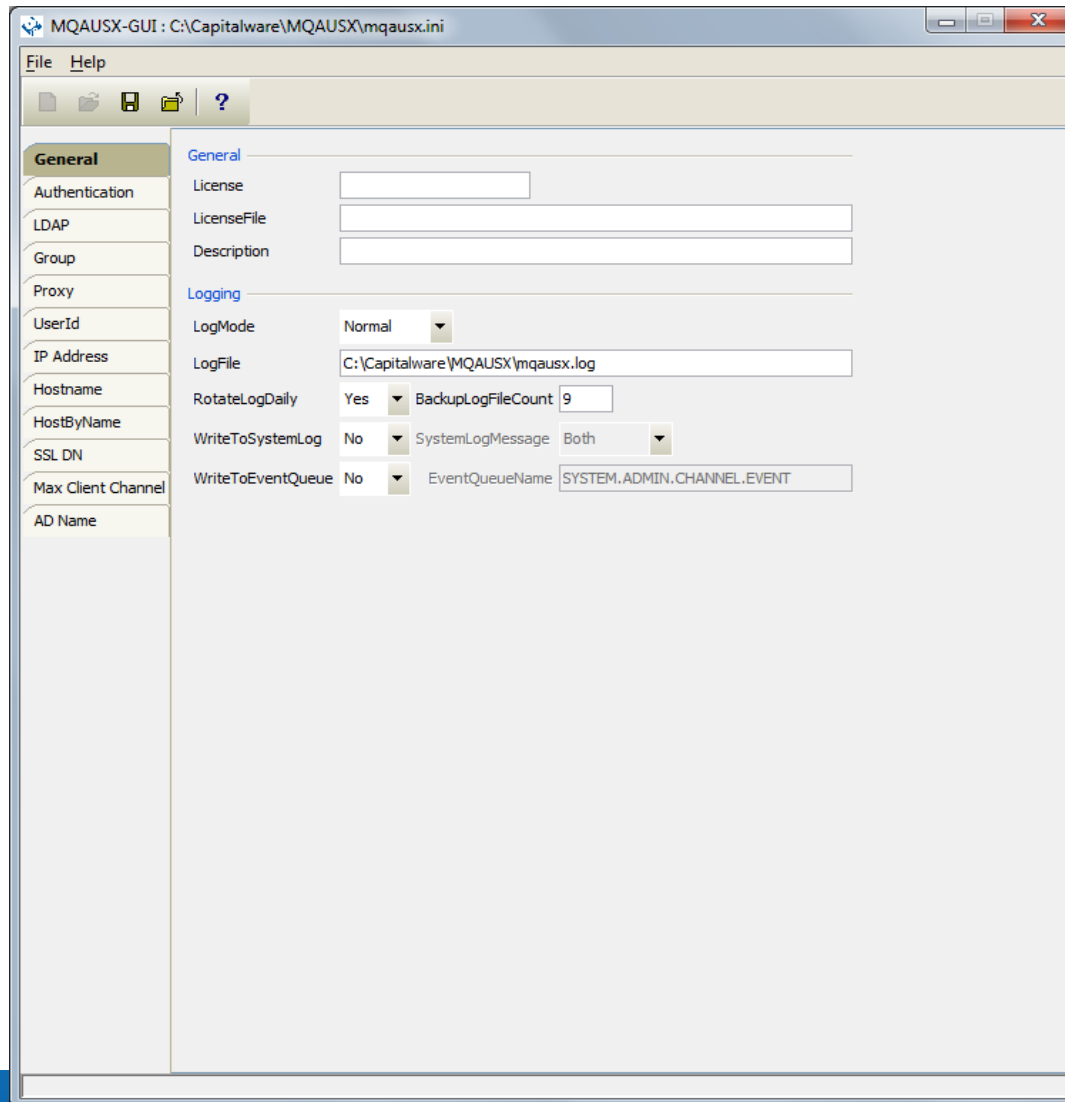 MQAUSX-GUI : C:\Capitalware\MQAUSX\mqausx.ini
File Help
?
General
Authentication
LDAP
Group
Proxy
UserId
IP Address
Hostname
HostByName
SSL DN
Max Client Channel
AD Name
General
License
LicenseFile
Description
Logging
LogMode Normal
LogFile C:\Capitalware\MQAUSX\mqausx.log
RotateLogDaily Yes BackupLogFileCount 9
WriteToSystemLog No SystemLogMessage Both
WriteToEventQueue No EventQueueName SYSTEM.ADMIN.CHANNEL.EVENT